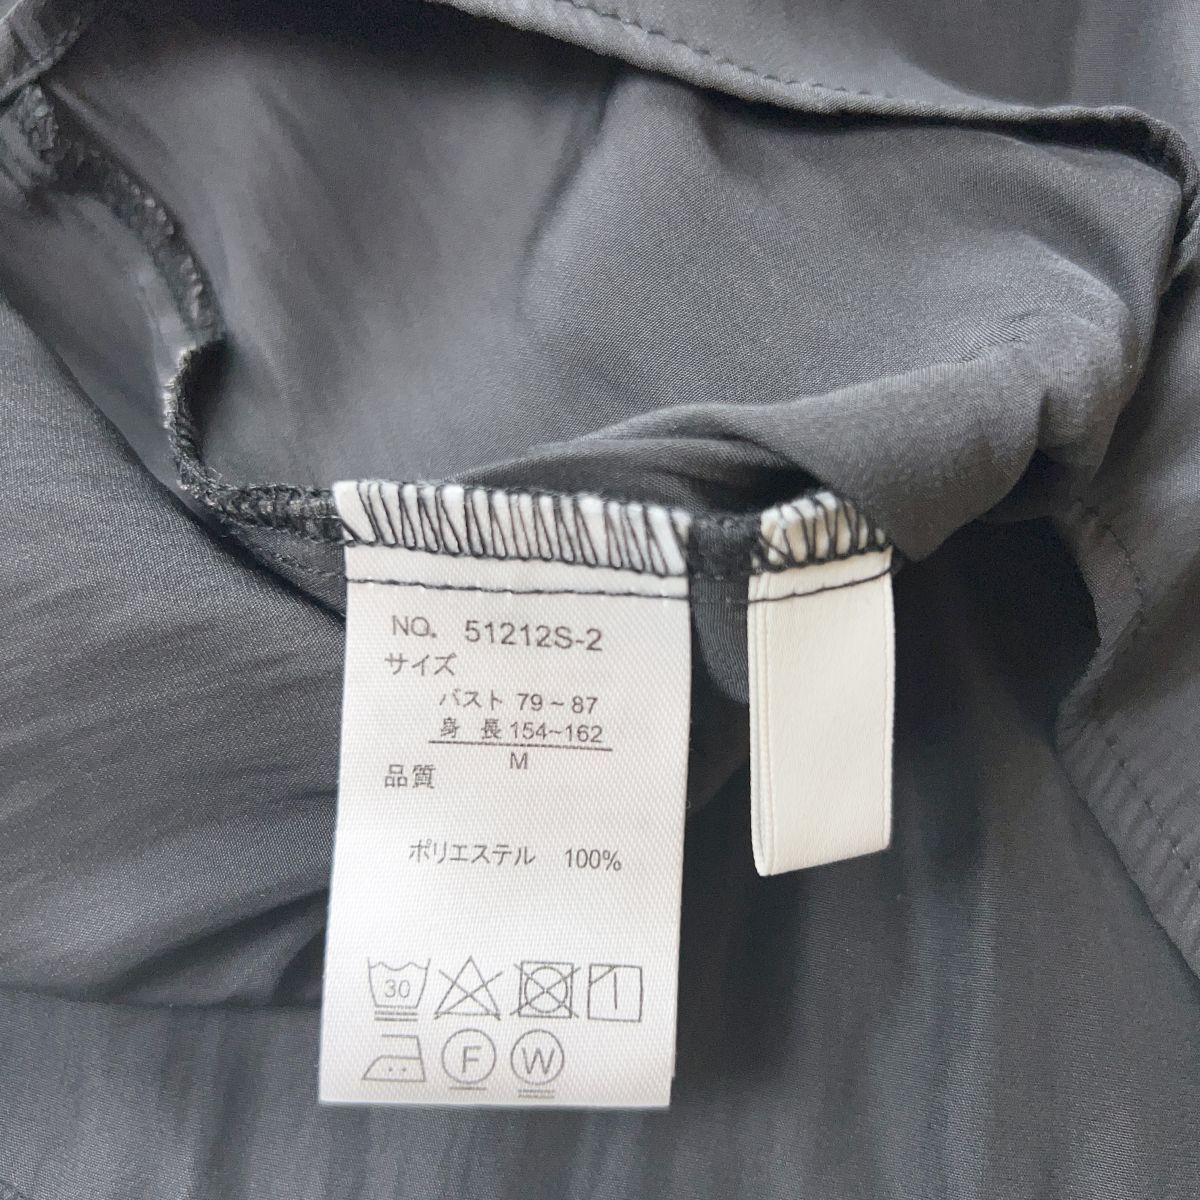 NO. 51212S-2
サイズ
バスト 79~87
身 長 154~162
M
品質
ポリエステル 100%
30
F W